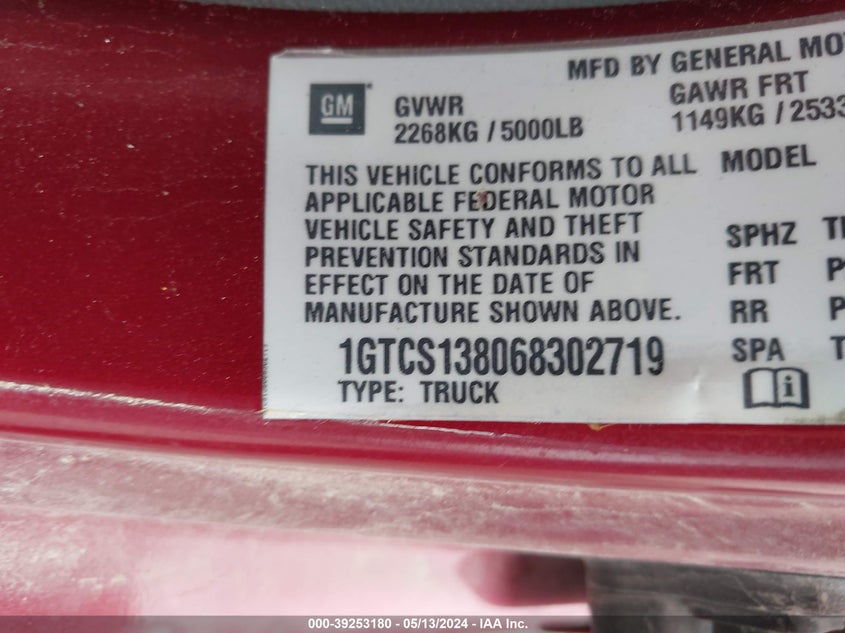 MFD BY GENERAL MO
GM
GVWR
GAWR FRT
2268KG / 5000LB
1149KG / 2533
THIS VEHICLE CONFORMS TO ALL
MODEL
APPLICABLE FEDERAL MOTOR
VEHICLE SAFETY AND THEFT
SPHZ
PREVENTION STANDARDS IN
FRT P
EFFECT ON THE DATE OF
MANUFACTURE SHOWN ABOVE.
RR P
1GTCS138068302719
SPA T
TYPE: TRUCK
i
000-39253180 - 05/13/2024 - IAA Inc.